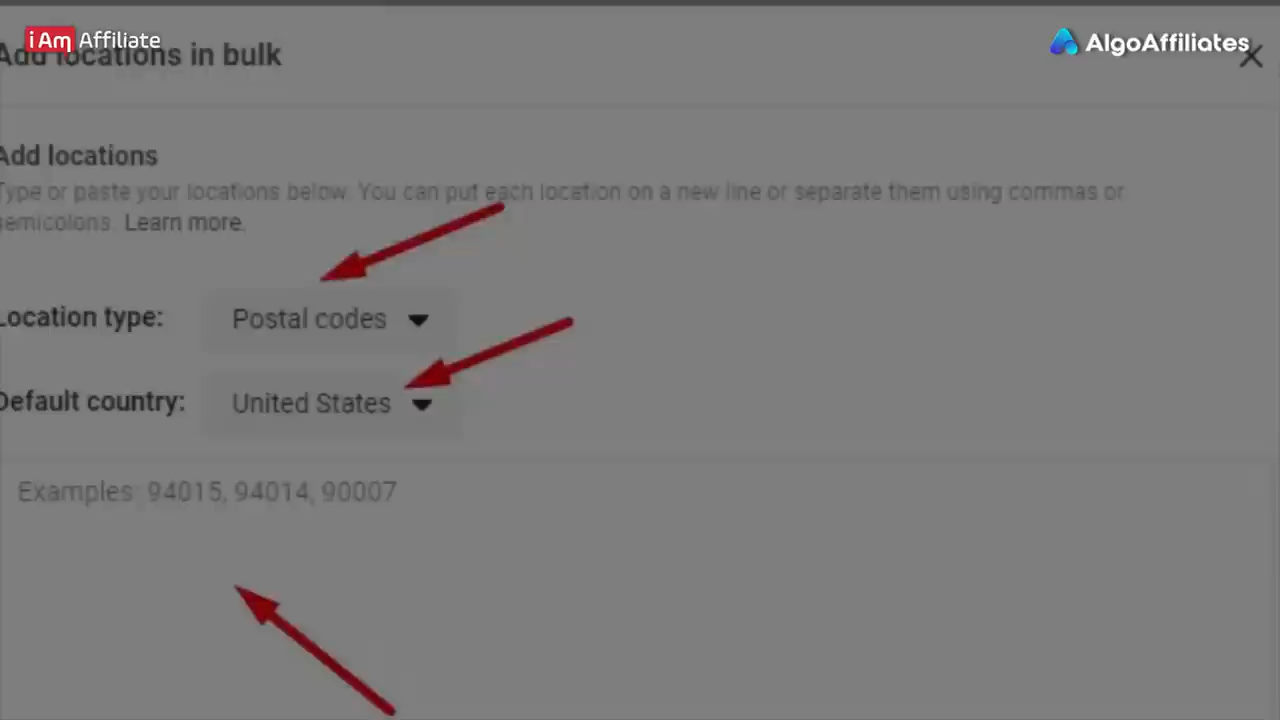 i Am Affiliate
AlgoAffiliates
Add locations in bulk
Add locations
Type or paste your locations below. You can put each location on a new line or separate them using commas or
semicolons. Learn more.
Location type: Postal codes
Default country: United States
Examples: 94015, 94014, 90007